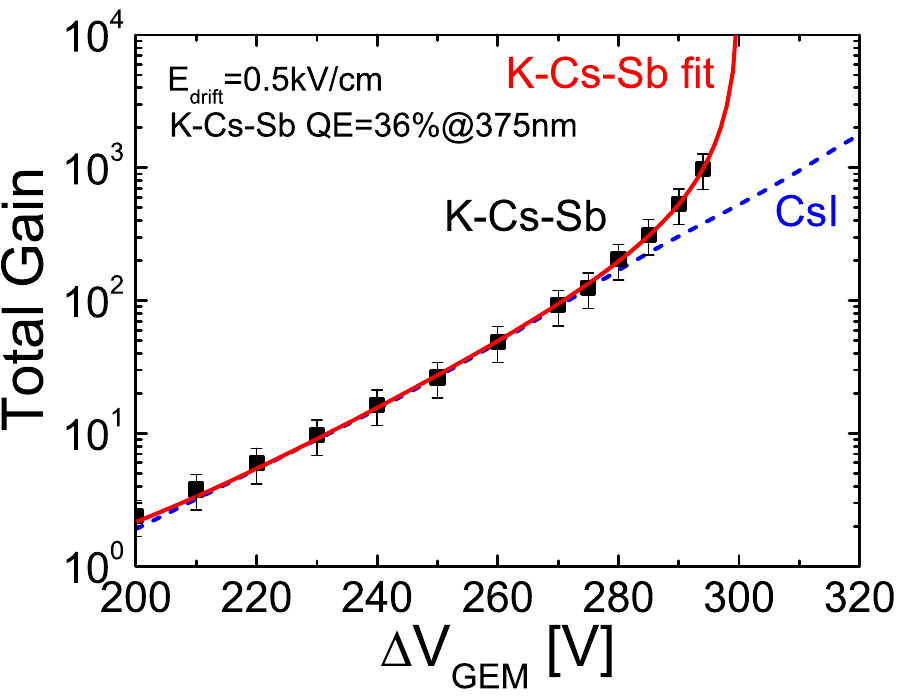 10^4
E_drift=0.5kV/cm
K-Cs-Sb fit
K-Cs-Sb QE=36%@375nm
10^3
K-Cs-Sb
CsI
Total Gain
10^2
10^1
10^0
200 220 240 260 280 300 320
ΔV_GEM [V]